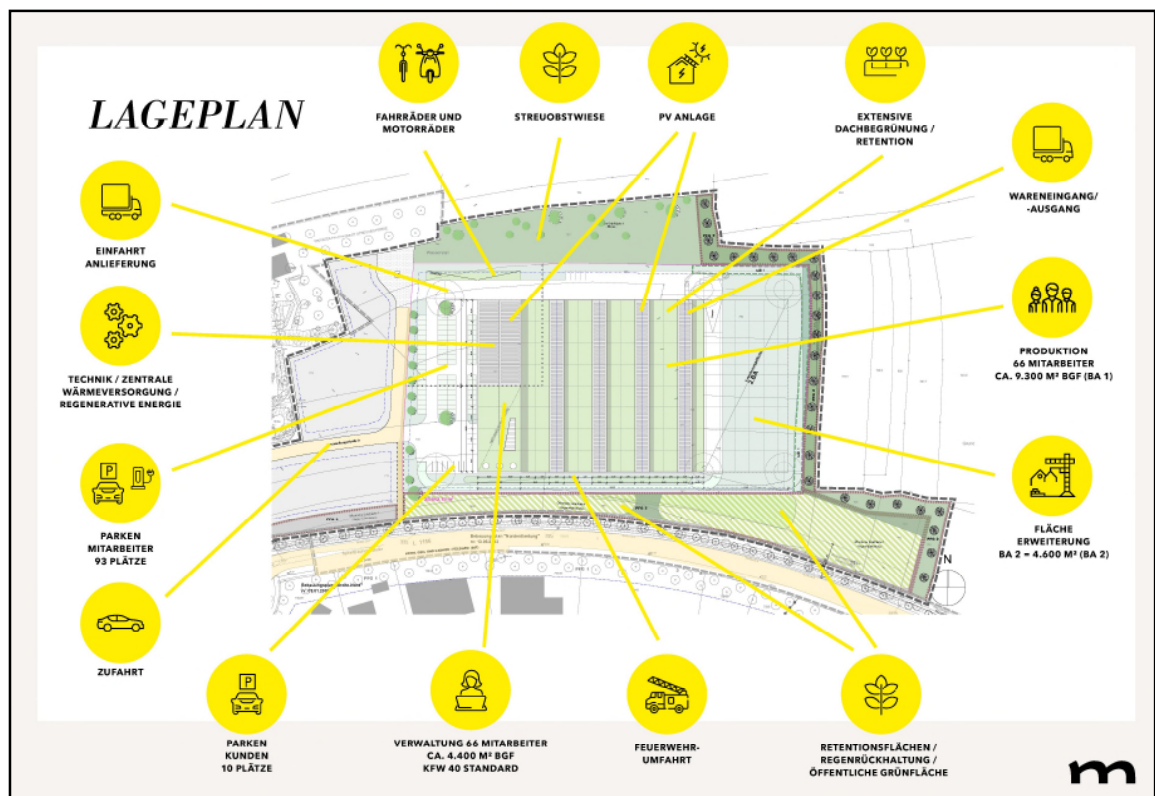 LAGEPLAN
FAHRRÄDER UND
MOTORRÄDER
STREUOBSTWIESE
PV ANLAGE
EXTENSIVE
DACHBEGRÜNUNG /
RETENTION
WARENEINGANG/
-AUSGANG
EINFAHRT
ANLIEFERUNG
TECHNIK / ZENTRALE
WÄRMEVERSORGUNG /
REGENERATIVE ENERGIE
PRODUKTION
66 MITARBEITER
CA. 9.300 M² BGF (BA 1)
2.BA
P
PARKEN
MITARBEITER
93 PLÄTZE
FLÄCHE
ERWEITERUNG
BA 2 = 4.600 M² (BA 2)
N
ZUFAHRT
P
PARKEN
KUNDEN
10 PLÄTZE
VERWALTUNG 66 MITARBEITER
CA. 4.400 M² BGF
KFW 40 STANDARD
FEUERWEHR-
UMFAHRT
RETENTIONSFLÄCHEN /
REGENRÜCKHALTUNG /
ÖFFENTLICHE GRÜNFLÄCHE
m